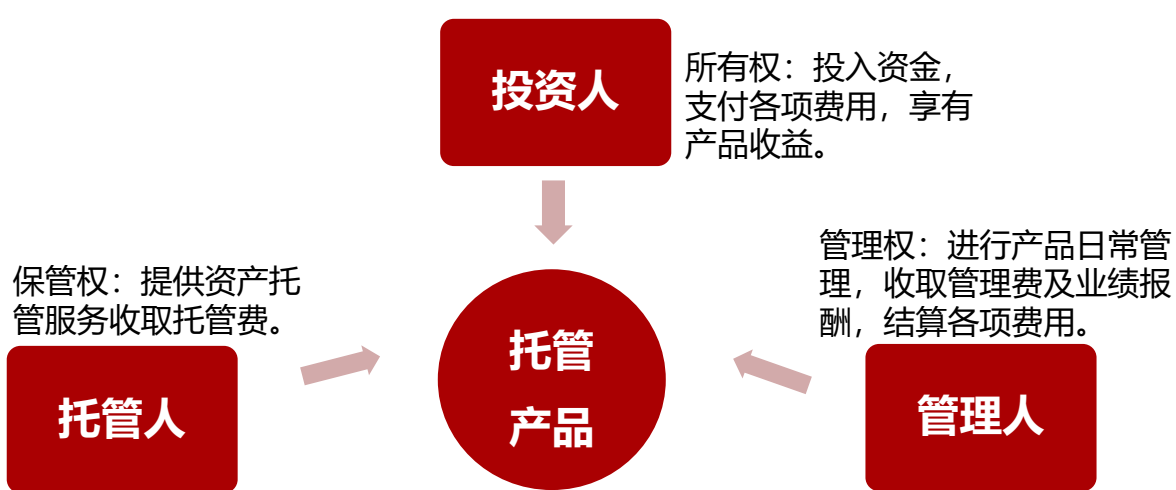 投资人
所有权：投入资金，
支付各项费用，享有
产品收益。
保管权：提供资产托
管服务收取托管费。
托管人
托管
产品
管理权：进行产品日常管
理，收取管理费及业绩报
酬，结算各项费用。
管理人